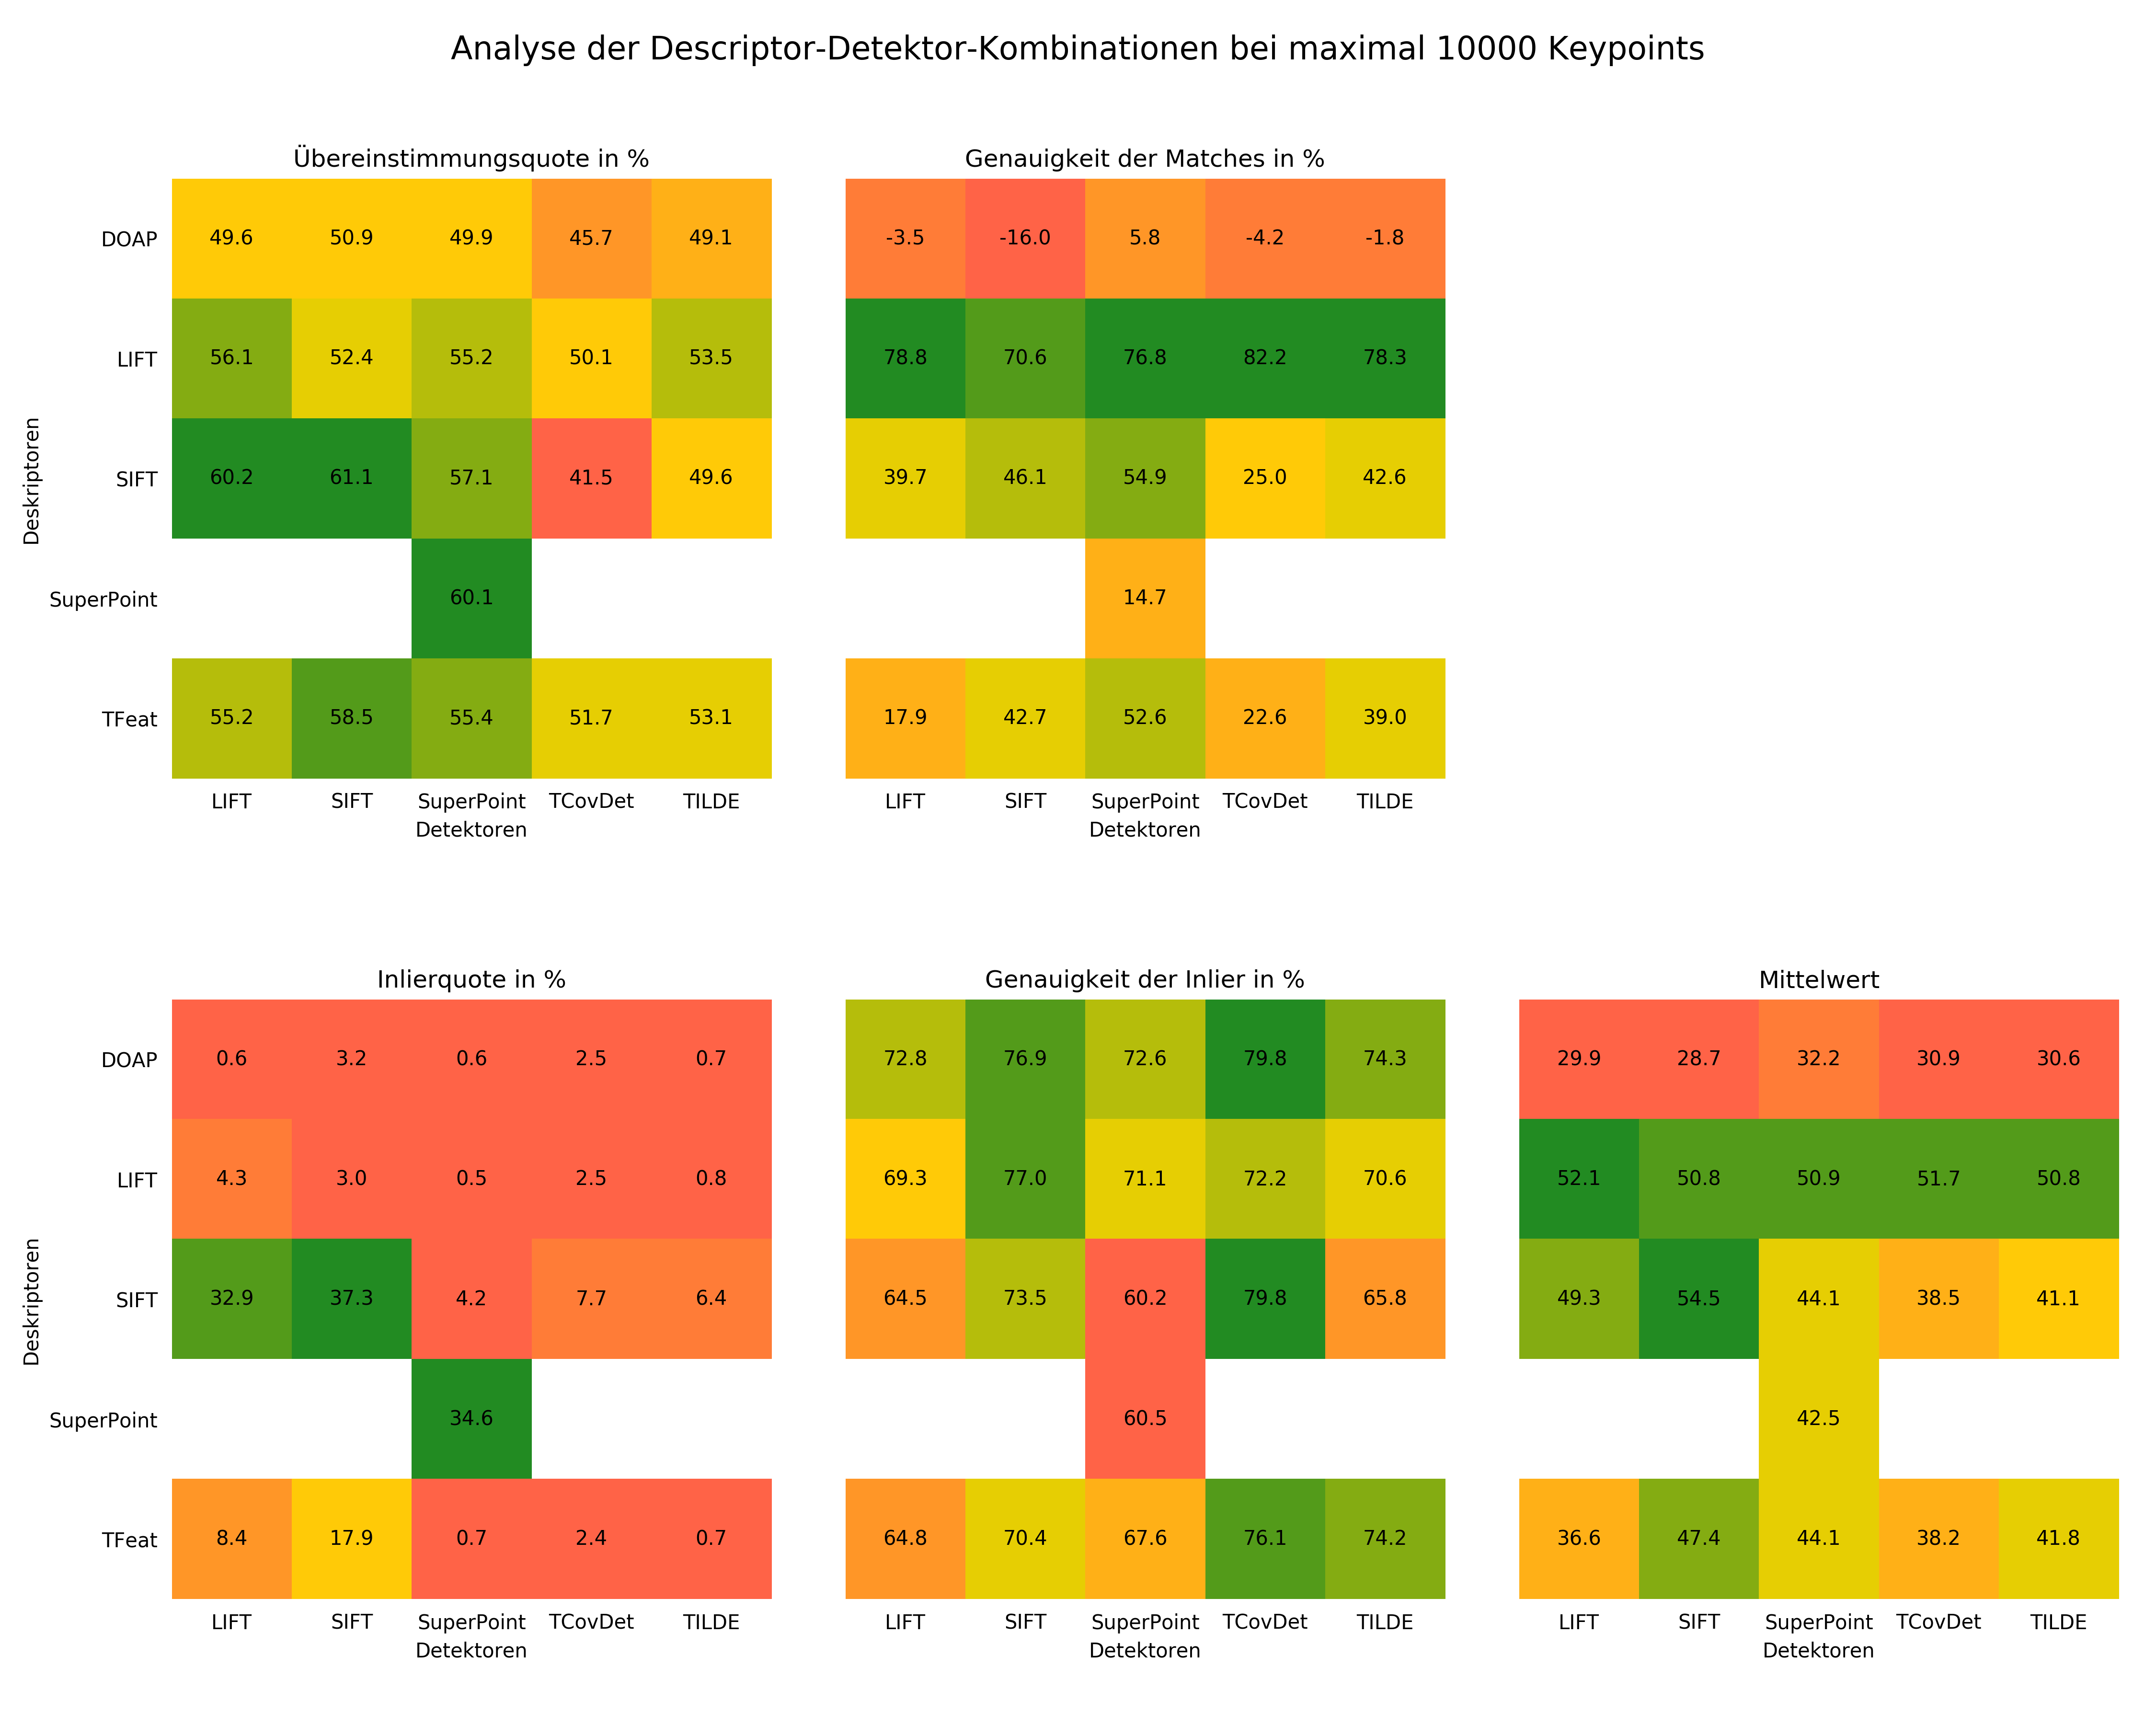 Analyse der Descriptor-Detektor-Kombinationen bei maximal 10000 Keypoints
Übereinstimmungsquote in %
Genauigkeit der Matches in %
Deskriptoren
DOAP 49.6 50.9 49.9 45.7 49.1 -3.5 -16.0 5.8 -4.2 -1.8
LIFT 56.1 52.4 55.2 50.1 53.5 78.8 70.6 76.8 82.2 78.3
SIFT 60.2 61.1 57.1 41.5 49.6 39.7 46.1 54.9 25.0 42.6
SuperPoint 60.1 14.7
TFeat 55.2 58.5 55.4 51.7 53.1 17.9 42.7 52.6 22.6 39.0
LIFT SIFT SuperPoint TCovDet TILDE LIFT SIFT SuperPoint TCovDet TILDE
Detektoren Detektoren
Inlierquote in %
Genauigkeit der Inlier in %
Mittelwert
Deskriptoren
DOAP 0.6 3.2 0.6 2.5 0.7 72.8 76.9 72.6 79.8 74.3 29.9 28.7 32.2 30.9 30.6
LIFT 4.3 3.0 0.5 2.5 0.8 69.3 77.0 71.1 72.2 70.6 52.1 50.8 50.9 51.7 50.8
SIFT 32.9 37.3 4.2 7.7 6.4 64.5 73.5 60.2 79.8 65.8 49.3 54.5 44.1 38.5 41.1
SuperPoint 34.6 60.5 42.5
TFeat 8.4 17.9 0.7 2.4 0.7 64.8 70.4 67.6 76.1 74.2 36.6 47.4 44.1 38.2 41.8
LIFT SIFT SuperPoint TCovDet TILDE LIFT SIFT SuperPoint TCovDet TILDE LIFT SIFT SuperPoint TCovDet TILDE
Detektoren Detektoren Detektoren